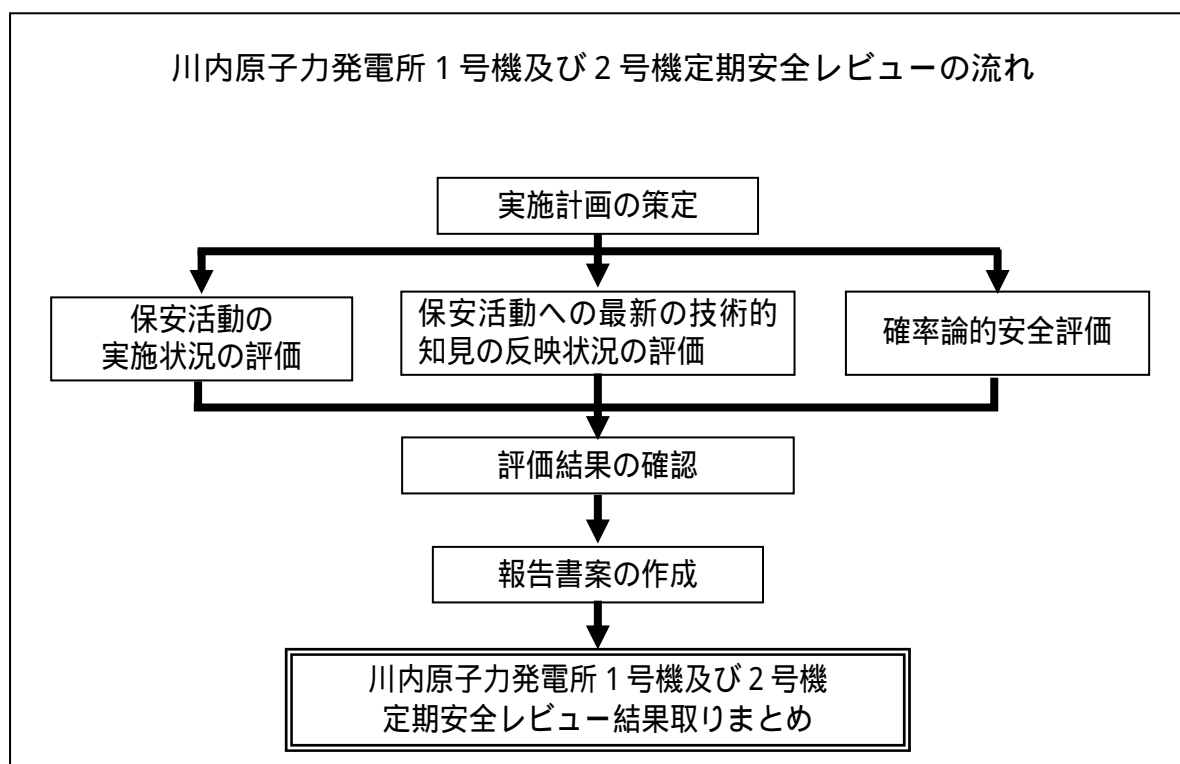 川内原子力発電所1号機及び2号機定期安全レビューの流れ
実施計画の策定
保安活動の
実施状況の評価
保安活動への最新の技術的
知見の反映状況の評価
確率論的安全評価
評価結果の確認
報告書案の作成
川内原子力発電所1号機及び2号機
定期安全レビュー結果取りまとめ